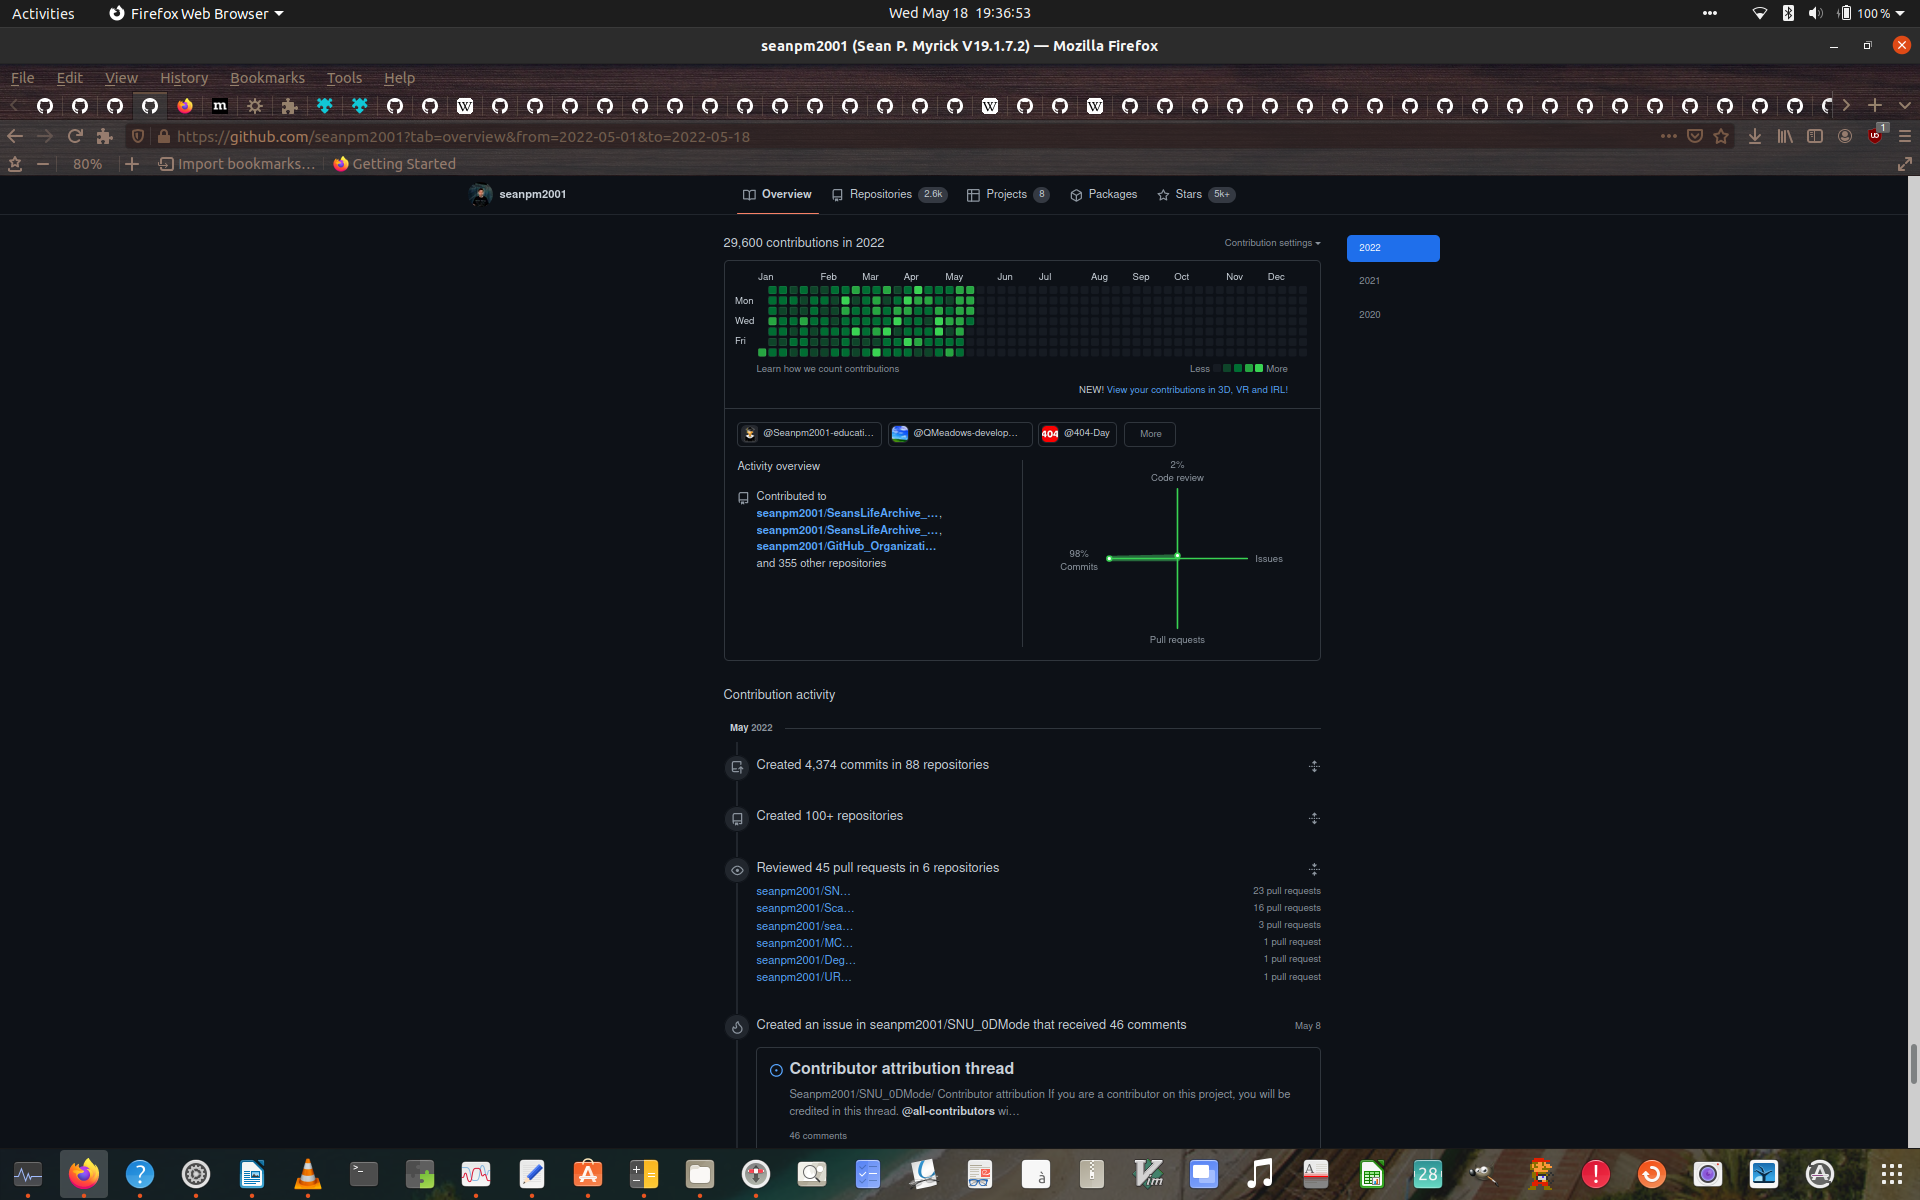 Activities
Firefox Web Browser
Wed May 18 19:36:53
100 %
seanpm2001 (Sean P. Myrick V19.1.7.2) — Mozilla Firefox
File Edit View History Bookmarks Tools Help
https://github.com/seanpm2001?tab=overview&from=2022-05-01&to=2022-05-18
1
80%
Import bookmarks…
Getting Started
seanpm2001
Overview
Repositories 2.6k
Projects 8
Packages
Stars 5k+
29,600 contributions in 2022
Contribution settings
2022
2021
2020
Jan Feb Mar Apr May Jun Jul Aug Sep Oct Nov Dec
Mon
Wed
Fri
Learn how we count contributions
Less More
NEW! View your contributions in 3D, VR and IRL!
@Seanpm2001-educati…
@QMeadows-develop…
404 @404-Day
More
Activity overview
Contributed to
seanpm2001/SeansLifeArchive_…,
seanpm2001/SeansLifeArchive_…,
seanpm2001/GitHub_Organizati…
and 355 other repositories
2%
Code review
98%
Commits
Issues
Pull requests
Contribution activity
May 2022
Created 4,374 commits in 88 repositories
Created 100+ repositories
Reviewed 45 pull requests in 6 repositories
seanpm2001/SN… 23 pull requests
seanpm2001/Sca… 16 pull requests
seanpm2001/sea… 3 pull requests
seanpm2001/MC… 1 pull request
seanpm2001/Deg… 1 pull request
seanpm2001/UR… 1 pull request
Created an issue in seanpm2001/SNU_0DMode that received 46 comments May 8
Contributor attribution thread
Seanpm2001/SNU_0DMode/ Contributor attribution If you are a contributor on this project, you will be
credited in this thread. @all-contributors wi…
46 comments
28